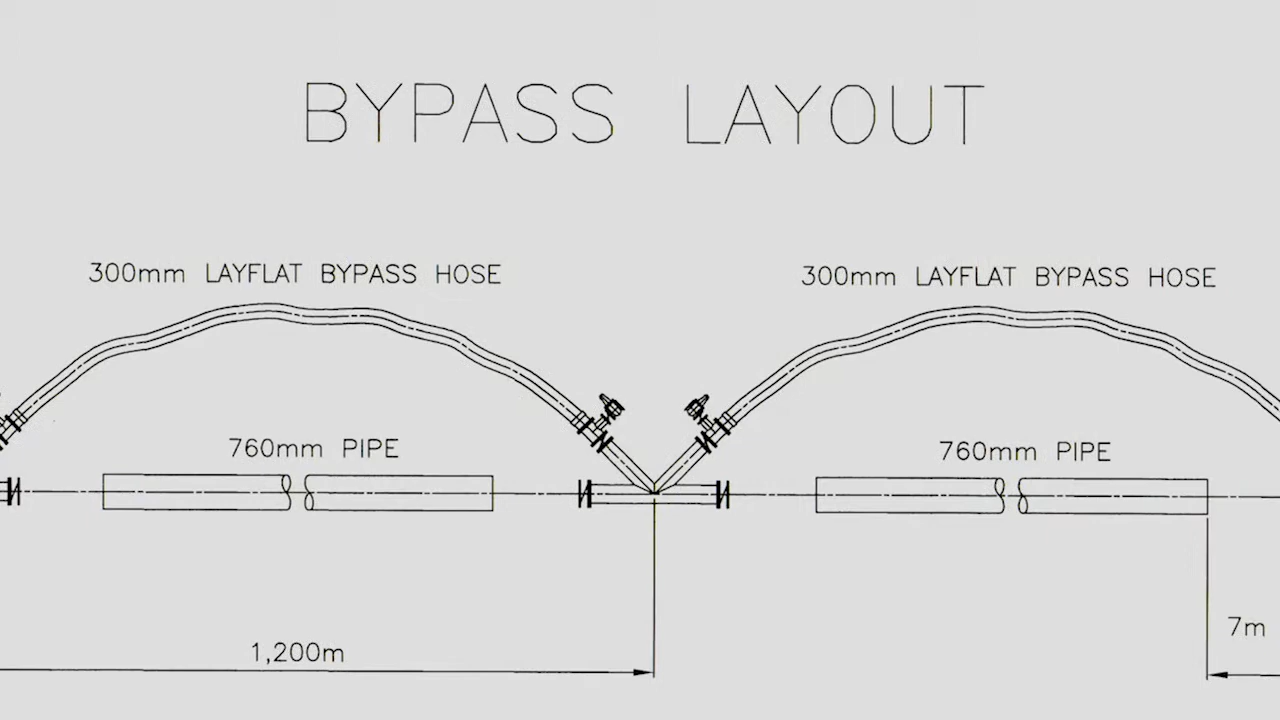 BYPASS LAYOUT
300mm LAYFLAT BYPASS HOSE
300mm LAYFLAT BYPASS HOSE
760mm PIPE
760mm PIPE
1,200m
7m